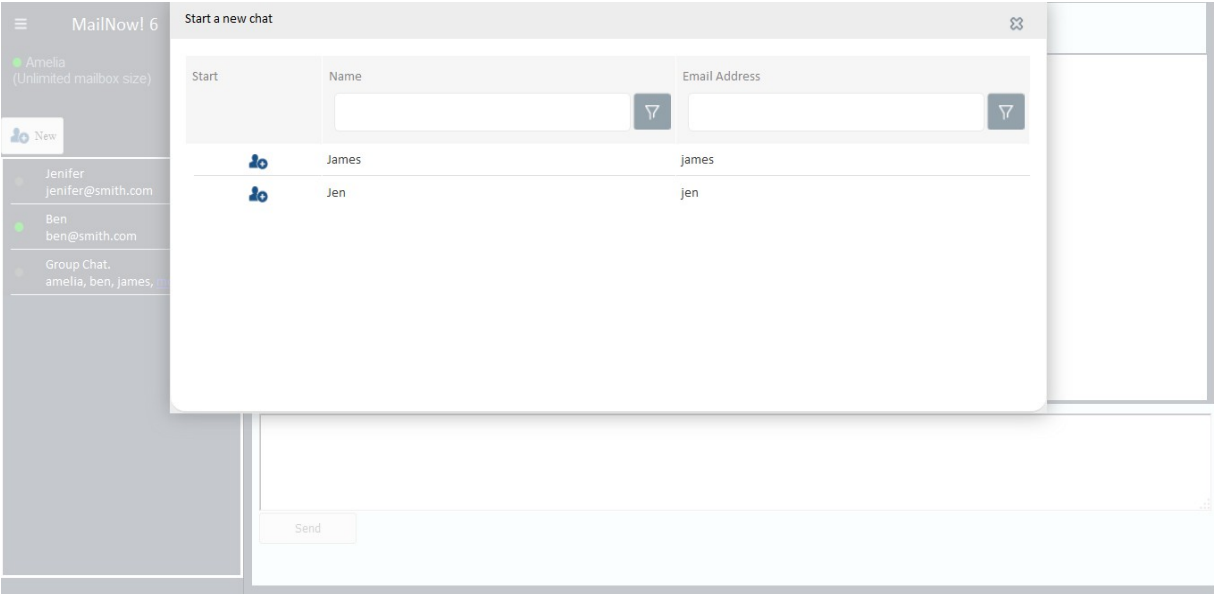 MailNow! 6
Amelia
(Unlimited mailbox size)
New
Jenifer
jenifer@smith.com
Ben
ben@smith.com
Group Chat.
amelia, ben, james,
Start a new chat
Start Name Email Address
James james
Jen jen
Send